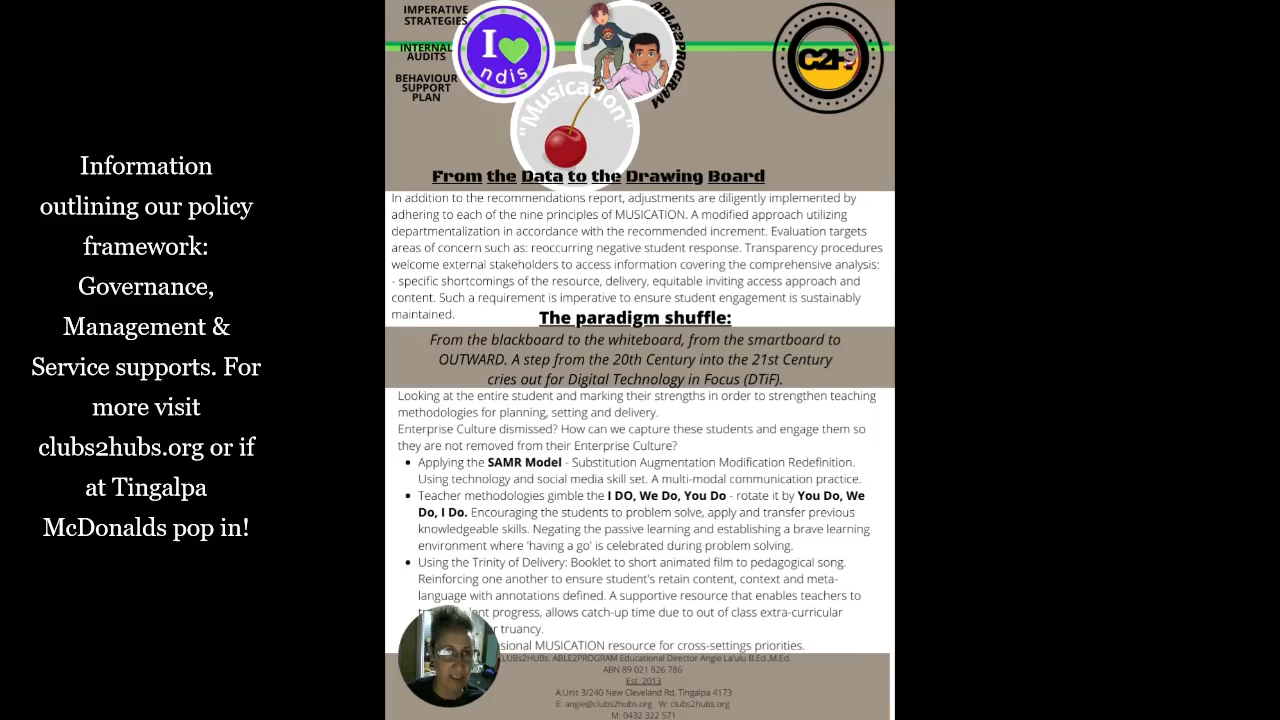 Information
outlining our policy
framework:
Governance,
Management &
Service supports. For
more visit
clubs2hubs.org or if
at Tingalpa
McDonalds pop in!
IMPERATIVE
STRATEGIES
INTERNAL
AUDITS
BEHAVIOUR
SUPPORT
PLAN
I
ndis
ABLE2PROGRAM
"Musication"
C2H
From the Data to the Drawing Board
In addition to the recommendations report, adjustments are diligently implemented by
adhering to each of the nine principles of MUSICATION. A modified approach utilizing
departmentalization in accordance with the recommended increment. Evaluation targets
areas of concern such as: reoccurring negative student response. Transparency procedures
welcome external stakeholders to access information covering the comprehensive analysis:
- specific shortcomings of the resource, delivery, equitable inviting access approach and
content. Such a requirement is imperative to ensure student engagement is sustainably
maintained.
The paradigm shuffle:
From the blackboard to the whiteboard, from the smartboard to
OUTWARD. A step from the 20th Century into the 21st Century
cries out for Digital Technology in Focus (DTiF).
Looking at the entire student and marking their strengths in order to strengthen teaching
methodologies for planning, setting and delivery.
Enterprise Culture dismissed? How can we capture these students and engage them so
they are not removed from their Enterprise Culture?
• Applying the SAMR Model - Substitution Augmentation Modification Redefinition.
Using technology and social media skill set. A multi-modal communication practice.
• Teacher methodologies gimble the I DO, We Do, You Do - rotate it by You Do, We
Do, I Do. Encouraging the students to problem solve, apply and transfer previous
knowledgeable skills. Negating the passive learning and establishing a brave learning
environment where 'having a go' is celebrated during problem solving.
• Using the Trinity of Delivery: Booklet to short animated film to pedagogical song.
Reinforcing one another to ensure student's retain content, context and meta-
language with annotations defined. A supportive resource that enables teachers to
progress, allows catch-up time due to out of class extra-curricular
truancy.
MUSICATION resource for cross-settings priorities.
ABLE2PROGRAM Educational Director Angie La'ulu B.Ed.,M.Ed.
ABN 89 021 826 786
Est. 2013
A:Unit 3/240 New Cleveland Rd, Tingalpa 4173
E: angie@clubs2hubs.org W: clubs2hubs.org
M: 0432 322 571